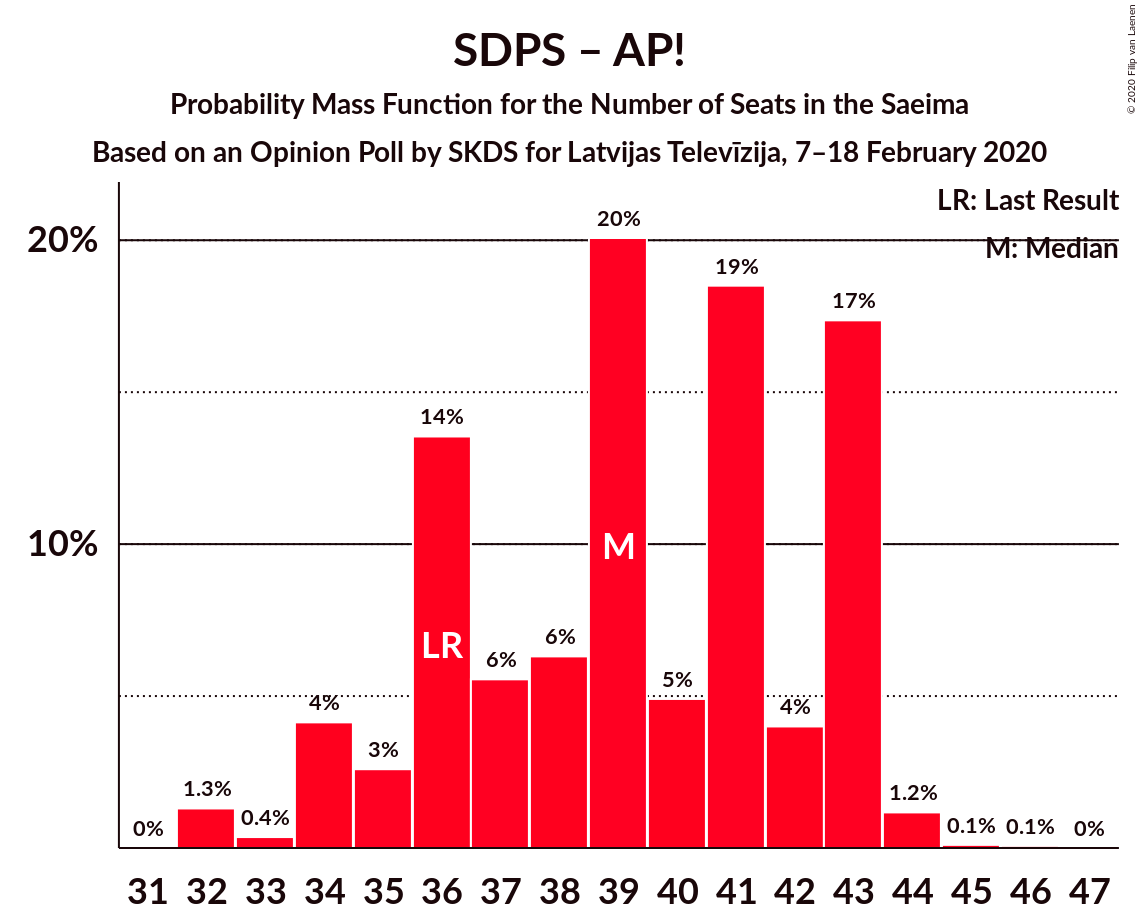 SDPS – AP!
Probability Mass Function for the Number of Seats in the Saeima
Based on an Opinion Poll by SKDS for Latvijas Televīzija, 7–18 February 2020
© 2020 Filip van Laenen
LR: Last Result
M: Median
20%
10%
0%
1.3%
0.4%
4%
3%
14%
6%
6%
20%
5%
19%
4%
17%
1.2%
0.1%
0.1%
0%
LR
M
31 32 33 34 35 36 37 38 39 40 41 42 43 44 45 46 47